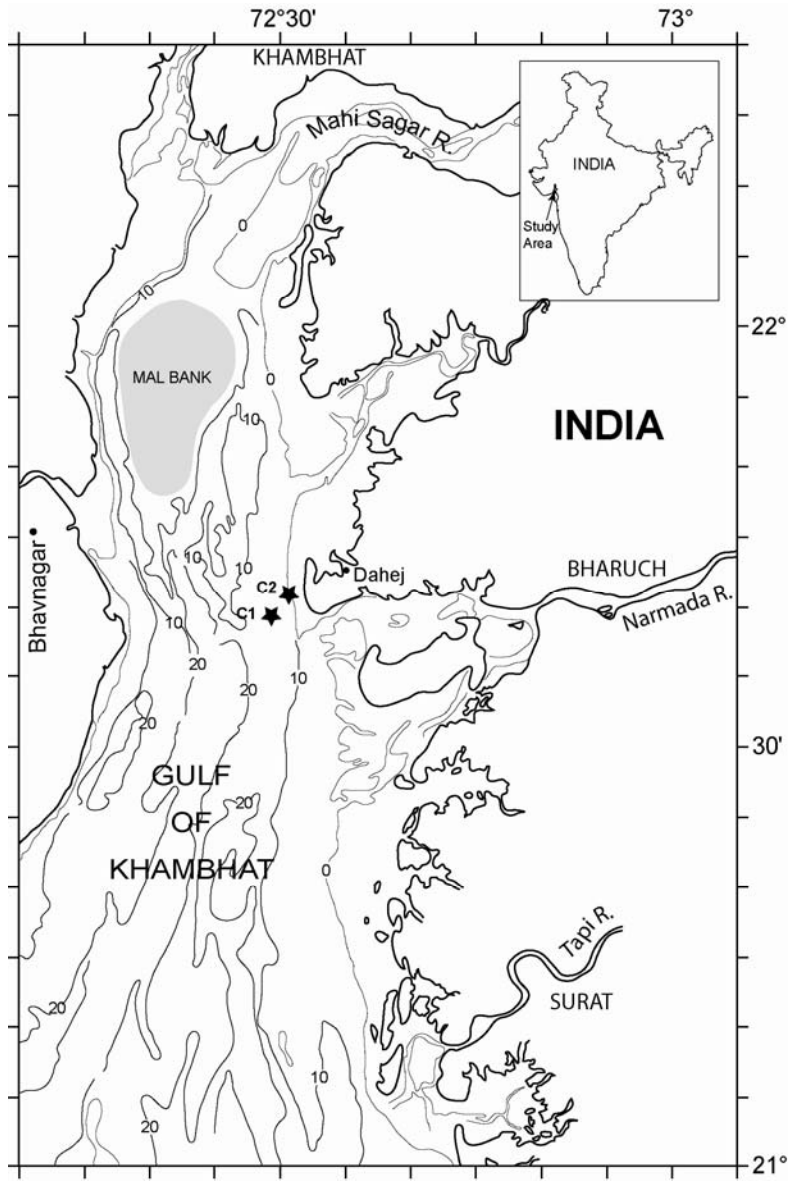 72°30'
73°
KHAMBHAT
Mahi Sagar R.
INDIA
Study
Area
0
10
22°
MAL BANK
0
10
INDIA
Bhavnagar
10
10
Dahej
BHARUCH
C2
C1
Narmada R.
10
20
20
10
20
30'
GULF
OF
KHAMBHAT
20
0
Tapi R.
SURAT
20
10
20
21°